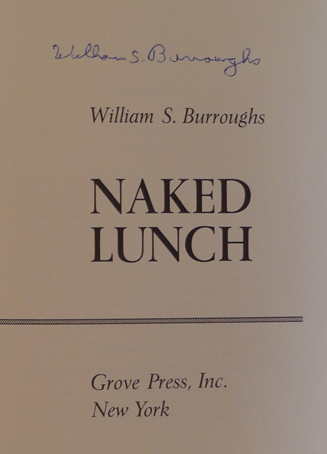 William S. Burroughs
William S. Burroughs
NAKED
LUNCH
Grove Press, Inc.
New York